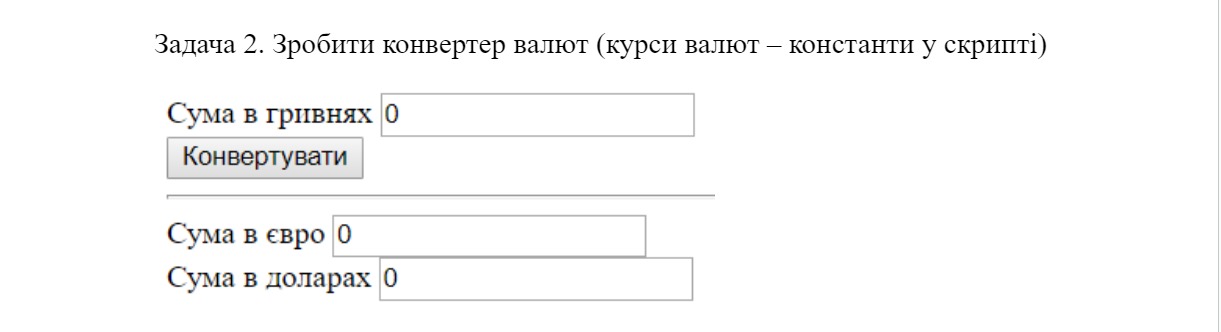 Задача 2. Зробити конвертер валют (курси валют – константи у скрипті)
Сума в гривнях 0
Конвертувати
Сума в євро 0
Сума в доларах 0